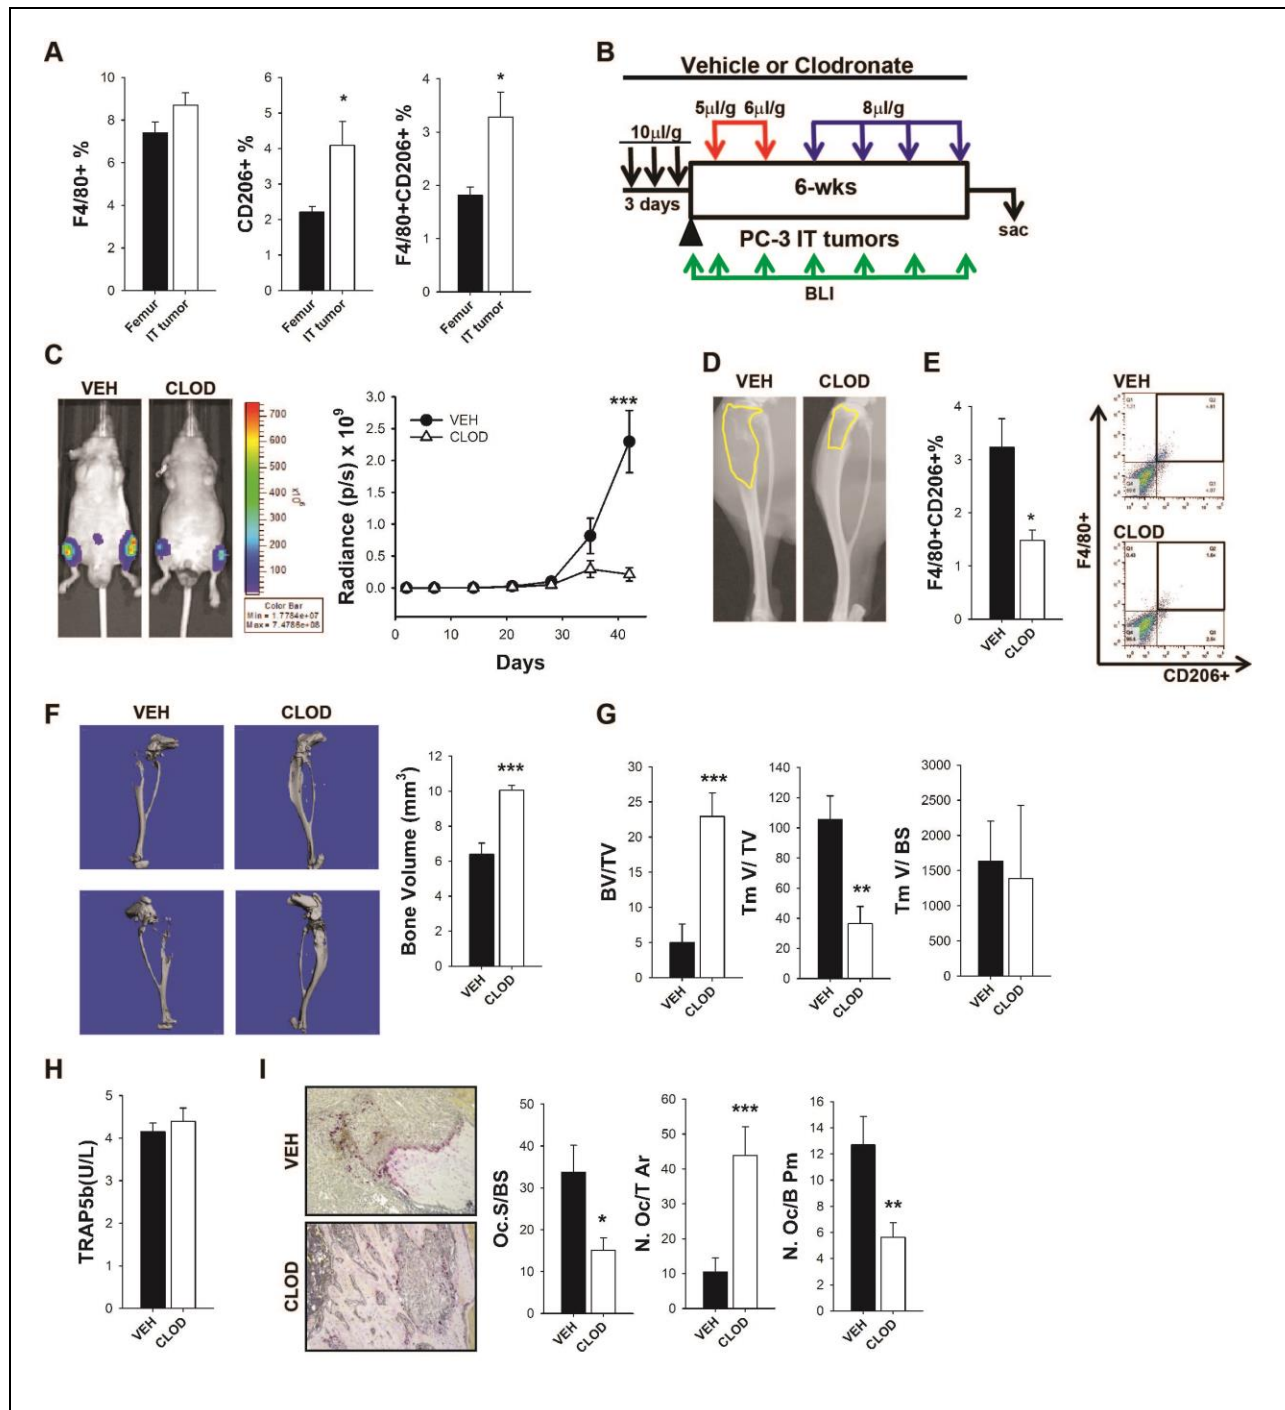 A
F4/80+ %
10
8
6
4
2
0
Femur
IT tumor
CD206+ %
6
5
4
3
2
1
0
*
Femur
IT tumor
F4/80+CD206+ %
4
3
2
1
0
*
Femur
IT tumor
B
Vehicle or Clodronate
10µl/g
5µl/g 6µl/g
8µl/g
6-wks
3 days
sac
PC-3 IT tumors
BLI
C
VEH CLOD
700
600
500
400
300
200
100
x10⁶
Color Bar
Min = 1.7784e+07
Max = 7.4786e+08
Radiance (p/s) x 10⁹
3.0
2.5
2.0
1.5
1.0
0.5
0.0
VEH
CLOD
***
0 10 20 30 40
Days
D
VEH CLOD
E
F4/80+CD206+%
4
3
2
1
0
*
VEH
CLOD
VEH
CLOD
F4/80+
CD206+
F
VEH CLOD
Bone Volume (mm³)
12
10
8
6
4
2
0
***
VEH
CLOD
G
BV/TV
30
25
20
15
10
5
0
***
VEH
CLOD
Tm V/ TV
140
120
100
80
60
40
20
0
**
VEH
CLOD
Tm V/ BS
3000
2500
2000
1500
1000
500
0
VEH
CLOD
H
TRAP5b(U/L)
5
4
3
2
1
0
VEH
CLOD
I
VEH
CLOD
Oc.S/BS
50
40
30
20
10
0
*
VEH
CLOD
N. Oc/T Ar
60
50
40
30
20
10
0
***
VEH
CLOD
N. Oc/B Pm
16
14
12
10
8
6
4
2
0
**
VEH
CLOD